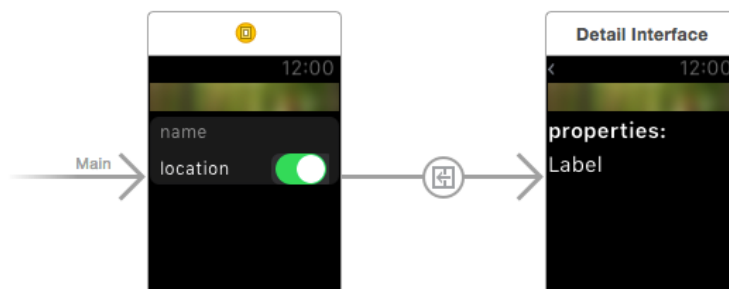 Detail Interface
12:00
< 12:00
name
properties:
Main
location
Label